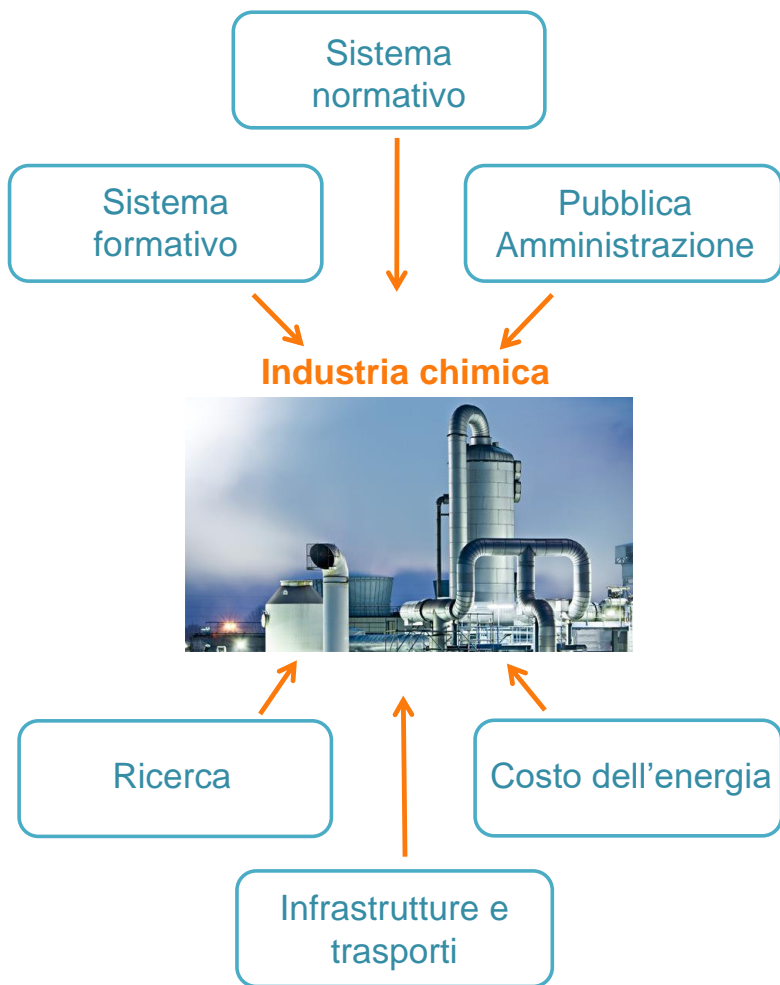 Sistema
normativo
Sistema
formativo
Pubblica
Amministrazione
Industria chimica
Ricerca
Costo dell’energia
Infrastrutture e
trasporti